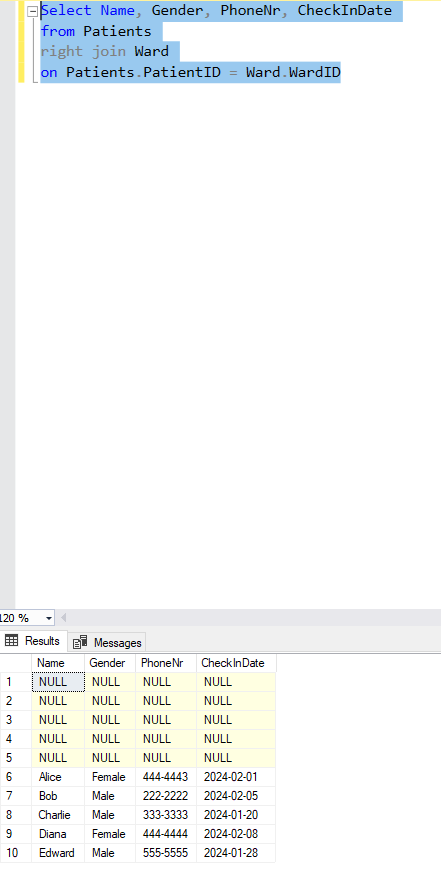 Select Name, Gender, PhoneNr, CheckInDate
from Patients
right join Ward
on Patients.PatientID = Ward.WardID
120 %
Results Messages
Name Gender PhoneNr CheckInDate
1 NULL NULL NULL NULL
2 NULL NULL NULL NULL
3 NULL NULL NULL NULL
4 NULL NULL NULL NULL
5 NULL NULL NULL NULL
6 Alice Female 444-4443 2024-02-01
7 Bob Male 222-2222 2024-02-05
8 Charlie Male 333-3333 2024-01-20
9 Diana Female 444-4444 2024-02-08
10 Edward Male 555-5555 2024-01-28